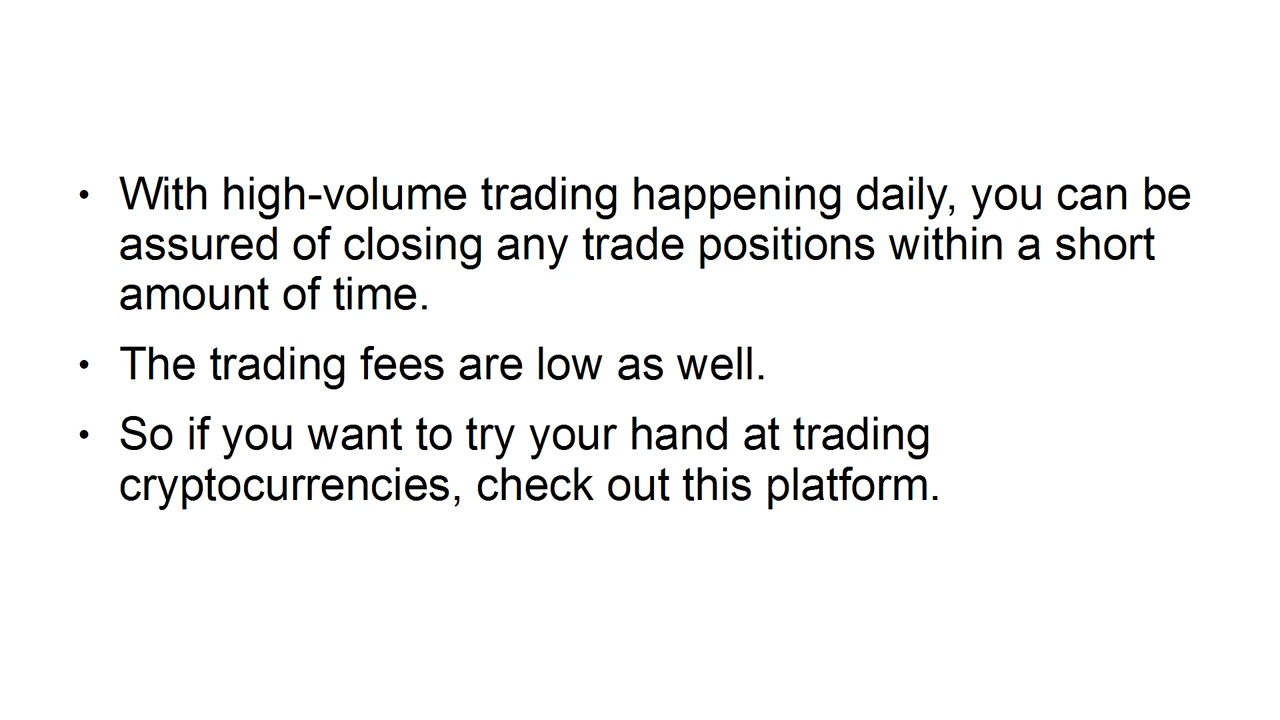 • With high-volume trading happening daily, you can be
assured of closing any trade positions within a short
amount of time.
• The trading fees are low as well.
• So if you want to try your hand at trading
cryptocurrencies, check out this platform.